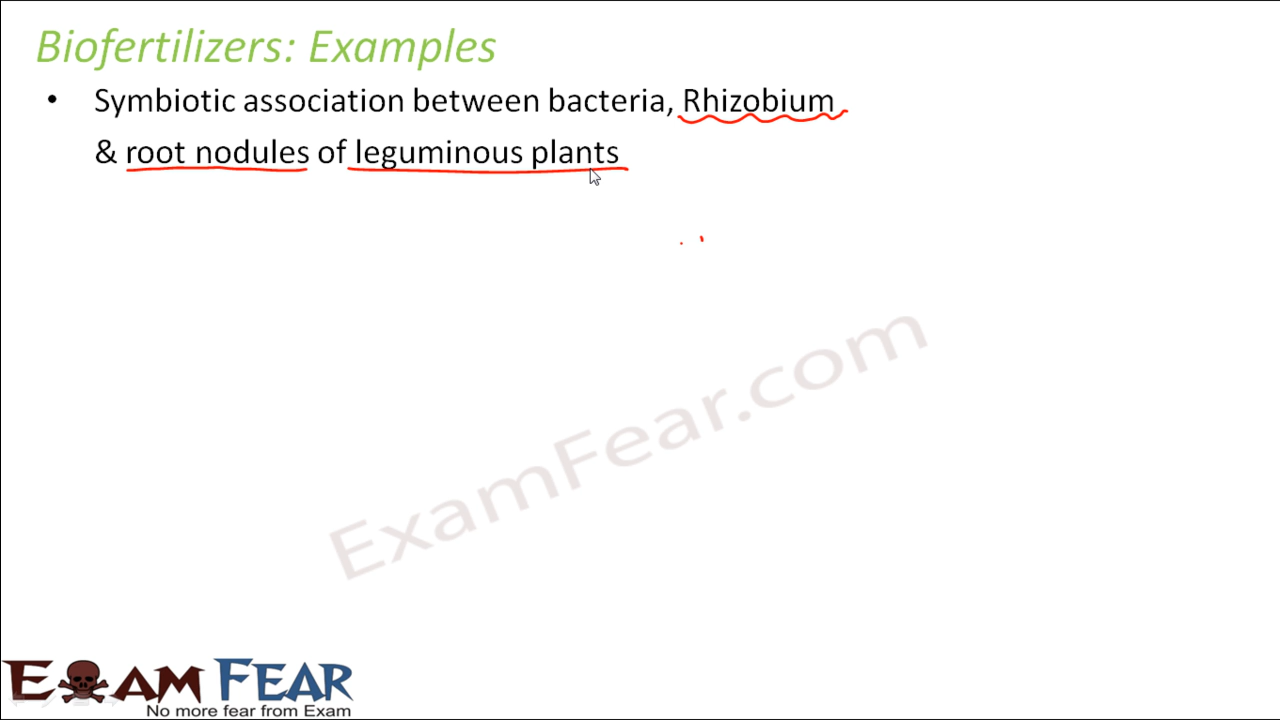 Biofertilizers: Examples
• Symbiotic association between bacteria, Rhizobium
& root nodules of leguminous plants
ExamFear.com
EXAM FEAR
No more fear from Exam